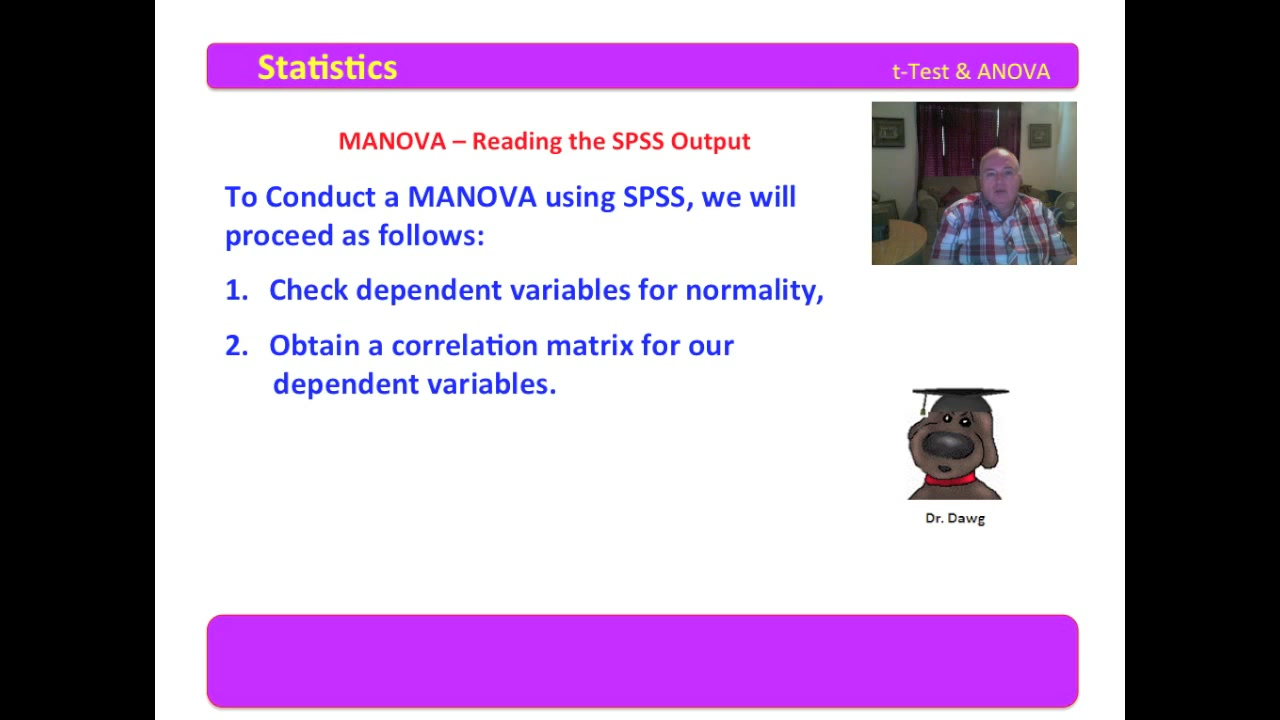 Statistics
t-Test & ANOVA
MANOVA – Reading the SPSS Output
To Conduct a MANOVA using SPSS, we will
proceed as follows:
1. Check dependent variables for normality,
2. Obtain a correlation matrix for our
dependent variables.
Dr. Dawg